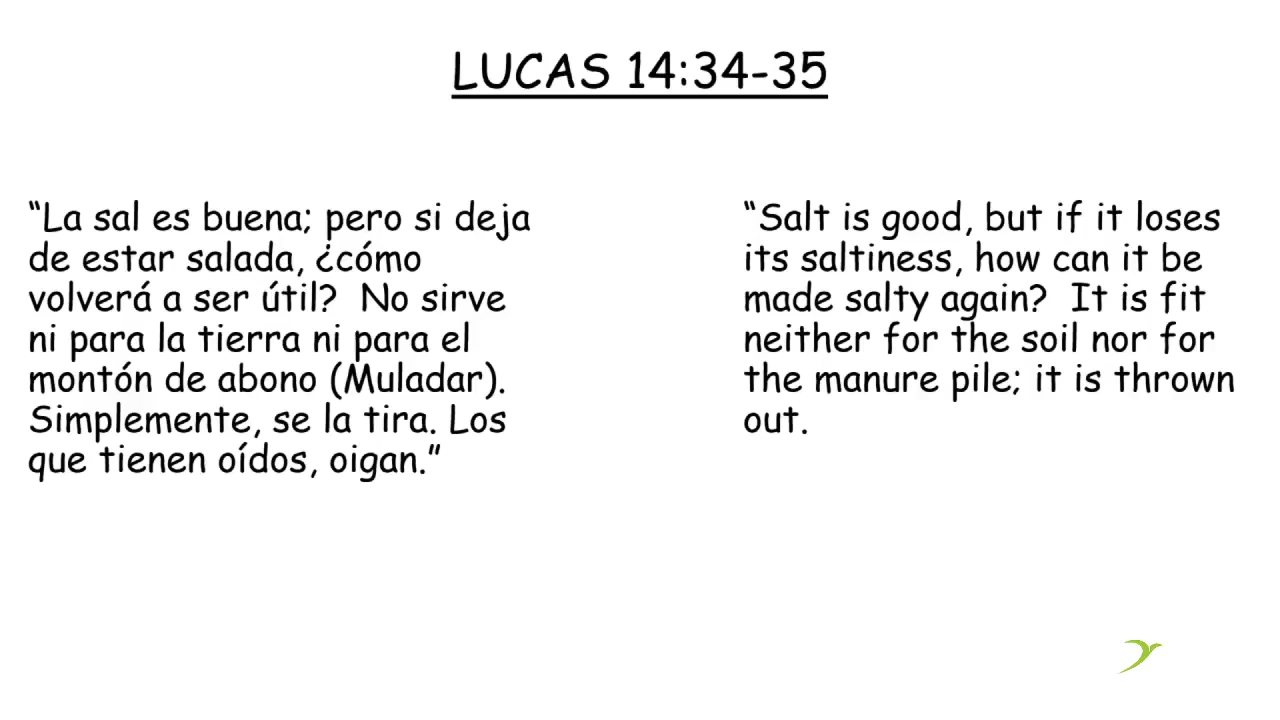 LUCAS 14:34-35
“La sal es buena; pero si deja
de estar salada, ¿cómo
volverá a ser útil?  No sirve
ni para la tierra ni para el
montón de abono (Muladar).
Simplemente, se la tira. Los
que tienen oídos, oigan.”
“Salt is good, but if it loses
its saltiness, how can it be
made salty again?  It is fit
neither for the soil nor for
the manure pile; it is thrown
out.